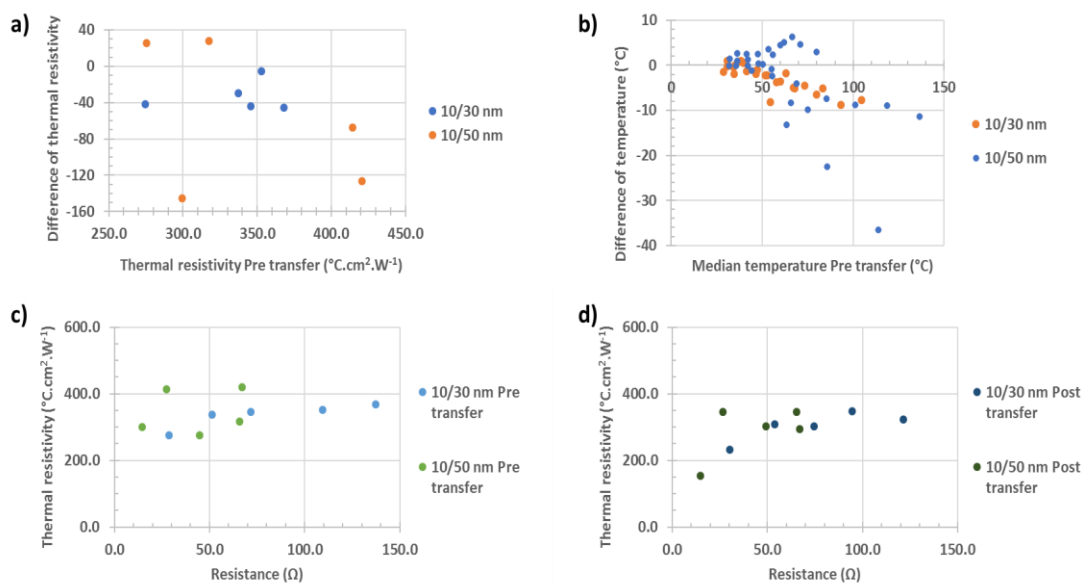 a)
Difference of thermal resistivity
40
0
-40
-80
-120
-160
250.0 300.0 350.0 400.0 450.0
Thermal resistivity Pre transfer (°C.cm².W⁻¹)
10/30 nm
10/50 nm
b)
Difference of temperature (°C)
10
5
0
-5
-10
-20
-30
-40
0 50 100 150
Median temperature Pre transfer (°C)
10/30 nm
10/50 nm
c)
Thermal resistivity (°C.cm².W⁻¹)
600.0
400.0
200.0
0.0
0.0 50.0 100.0 150.0
Resistance (Ω)
10/30 nm Pre
transfer
10/50 nm Pre
transfer
d)
Thermal resistivity (°C.cm².W⁻¹)
600.0
400.0
200.0
0.0
0.0 50.0 100.0 150.0
Resistance (Ω)
10/30 nm Post
transfer
10/50 nm Post
transfer